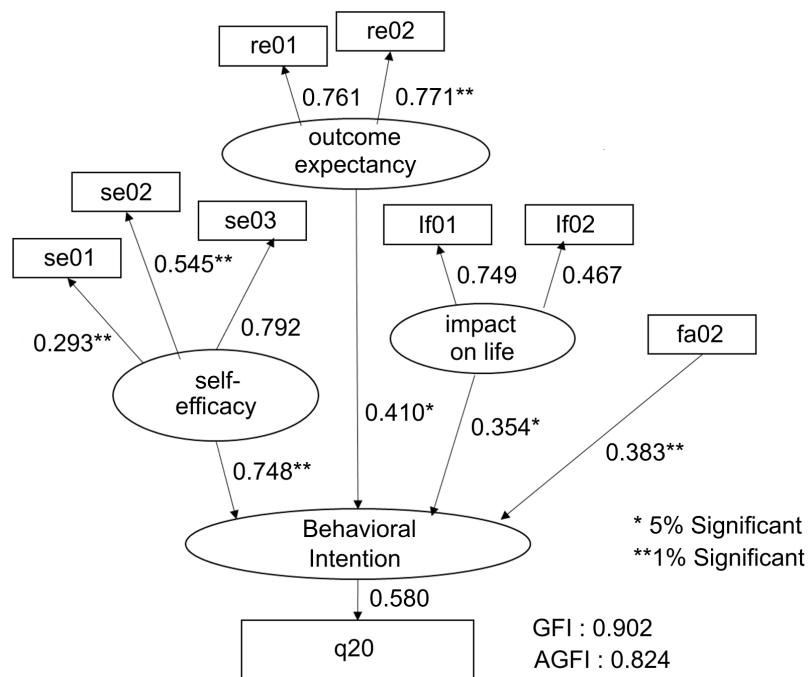 re01
re02
0.761
0.771**
outcome
expectancy
se02
se03
se01
0.545**
0.293**
0.792
self-
efficacy
lf01
lf02
0.749
0.467
impact
on life
fa02
0.410*
0.354*
0.383**
0.748**
Behavioral
Intention
* 5% Significant
**1% Significant
0.580
q20
GFI : 0.902
AGFI : 0.824